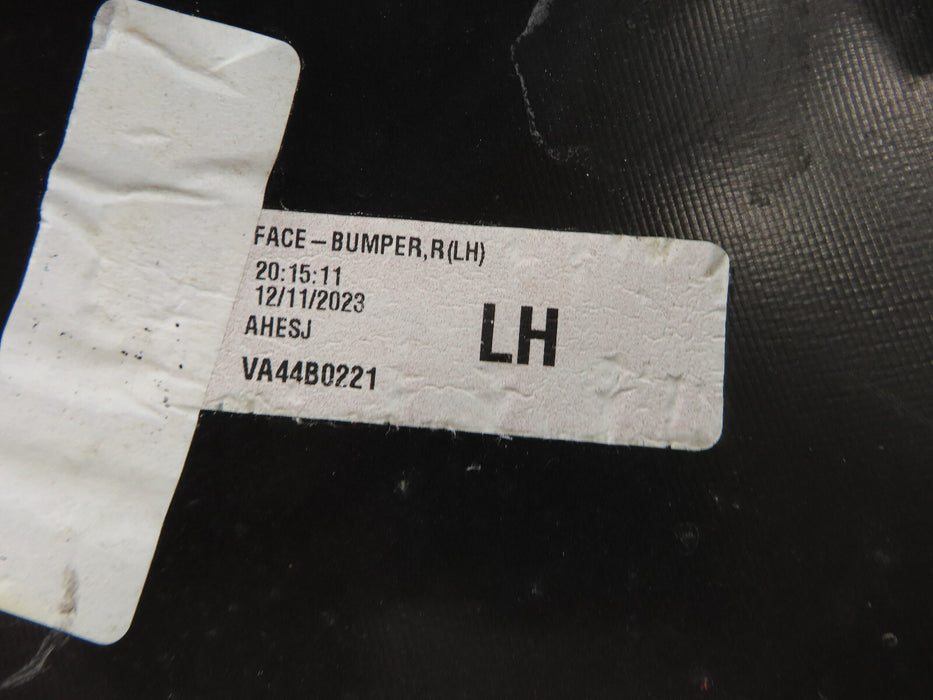 FACE-BUMPER,R(LH)
20:15:11
12/11/2023
AHESJ
LH
VA44B0221